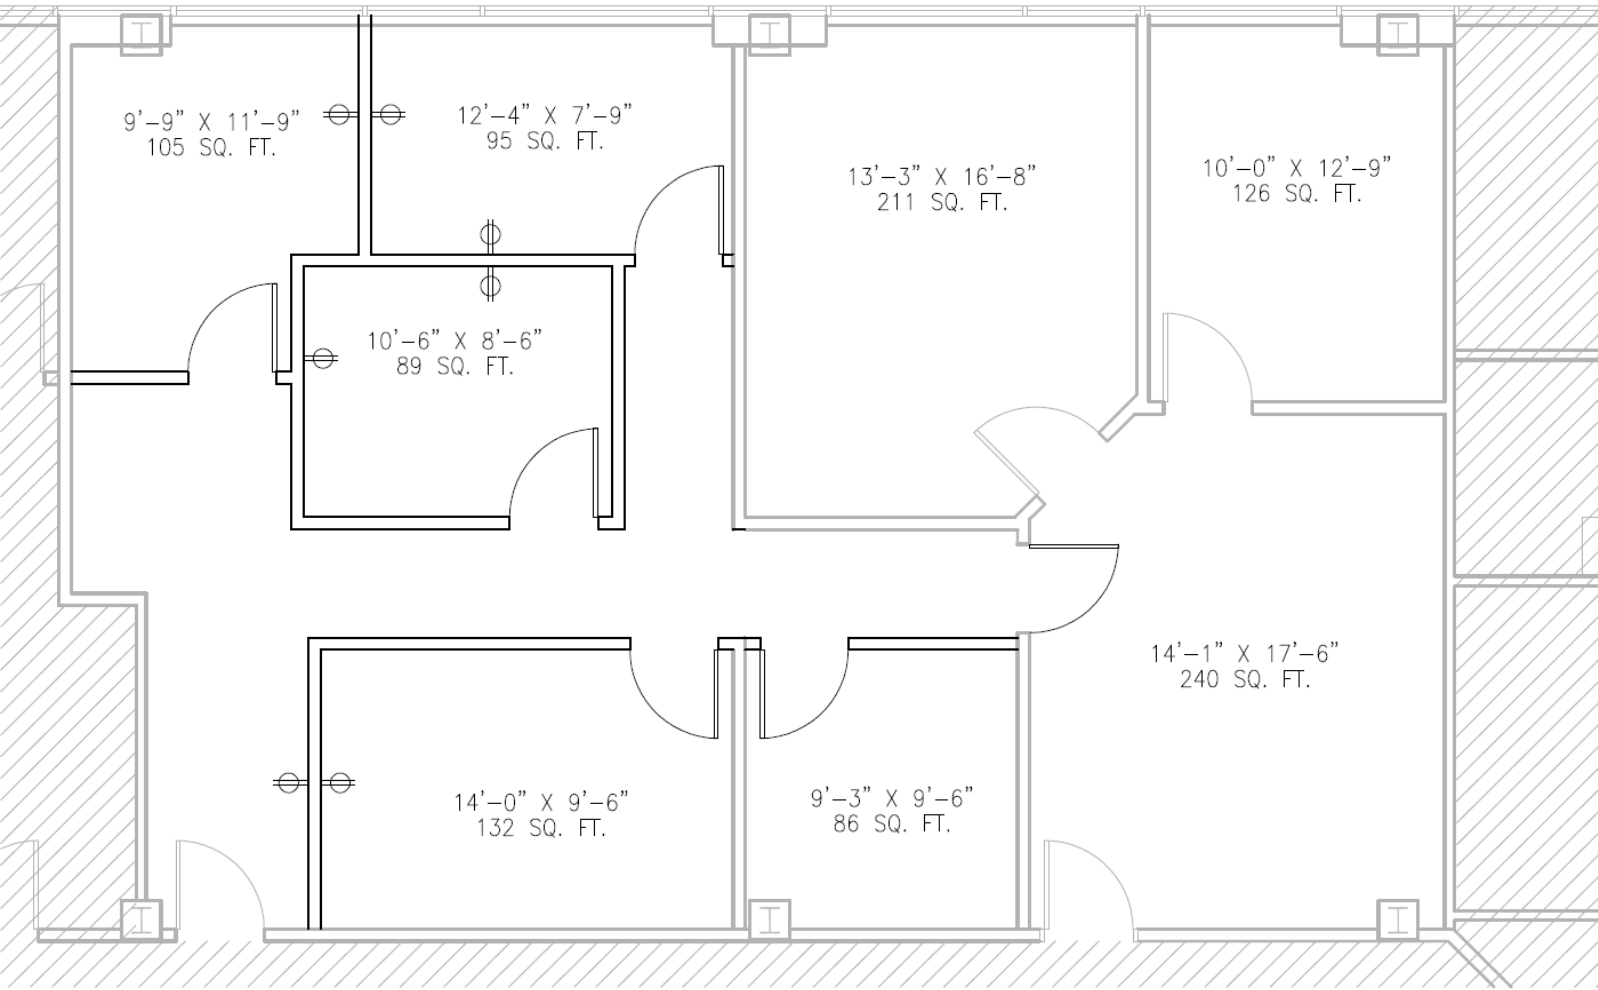 9'-9" X 11'-9"
105 SQ. FT.
12'-4" X 7'-9"
95 SQ. FT.
13'-3" X 16'-8"
211 SQ. FT.
10'-0" X 12'-9"
126 SQ. FT.
10'-6" X 8'-6"
89 SQ. FT.
14'-1" X 17'-6"
240 SQ. FT.
14'-0" X 9'-6"
132 SQ. FT.
9'-3" X 9'-6"
86 SQ. FT.